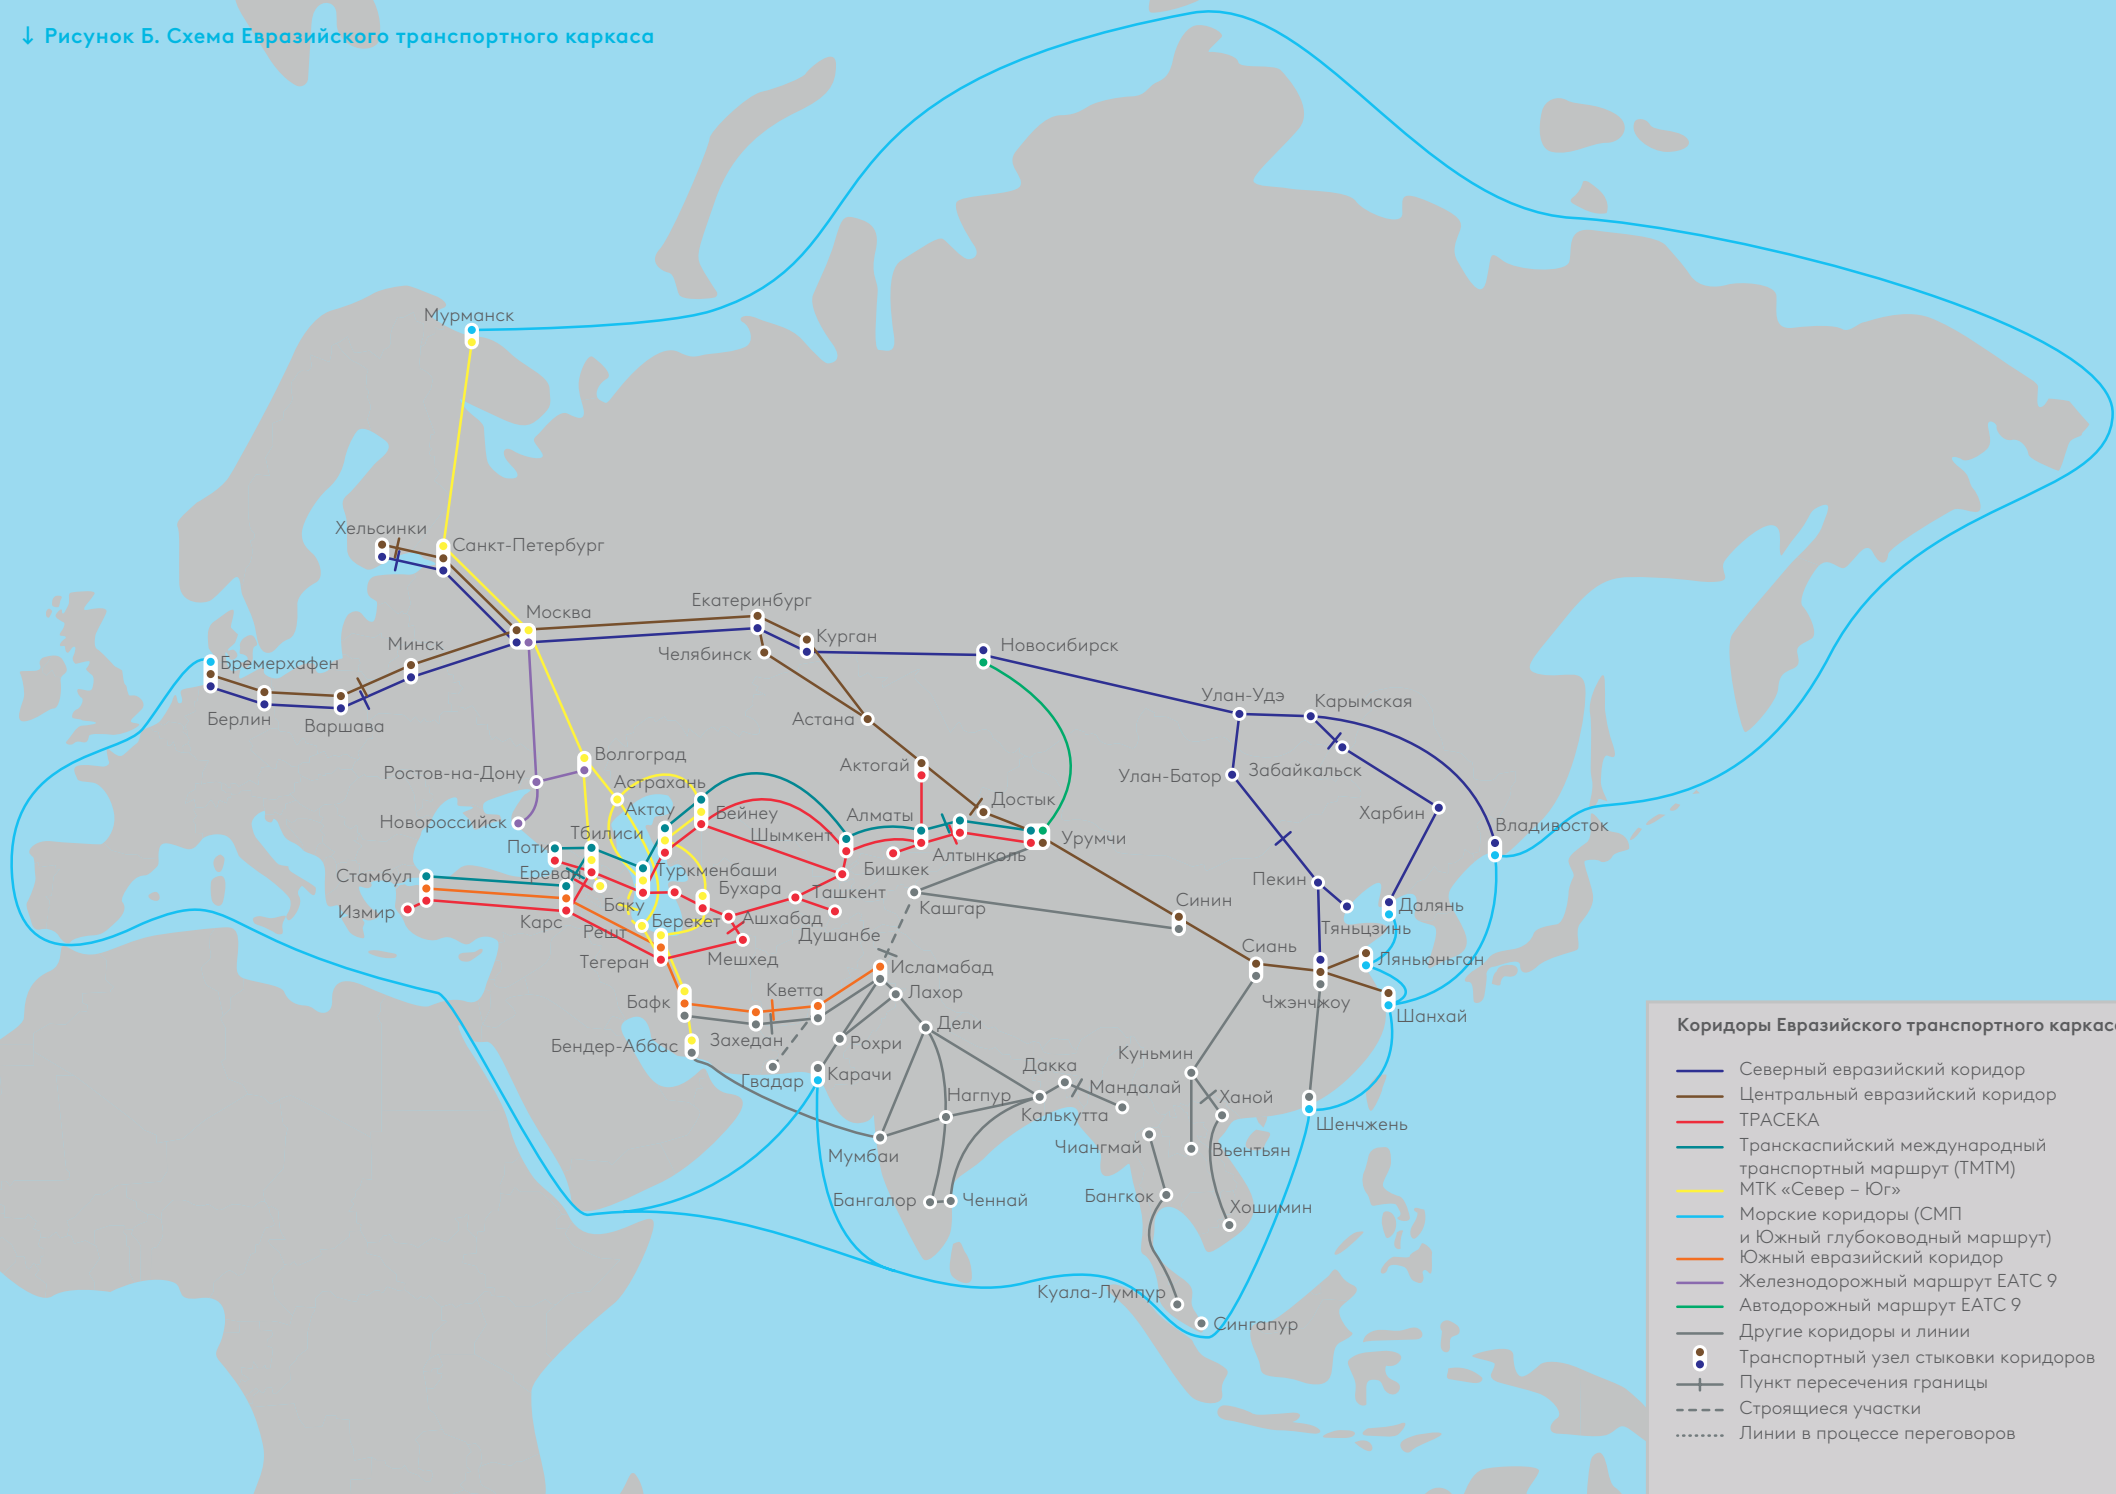 ↓ Рисунок Б. Схема Евразийского транспортного каркаса
Мурманск
Хельсинки
Санкт-Петербург
Москва
Екатеринбург
Минск
Курган
Челябинск
Новосибирск
Бремерхафен
Берлин
Варшава
Астана
Улан-Удэ
Карымская
Волгоград
Ростов-на-Дону
Астрахань
Актогай
Улан-Батор
Забайкальск
Новороссийск
Актау
Бейнеу
Алматы
Достык
Харбин
Тбилиси
Шымкент
Урумчи
Владивосток
Поти
Алтынколь
Ереван
Туркменбаши
Бишкек
Стамбул
Бухара
Ташкент
Пекин
Измир
Баку
Кашгар
Синин
Далянь
Карс
Решт
Берекет
Ашхабад
Душанбе
Тяньцзинь
Тегеран
Мешхед
Сиань
Ляньюньган
Исламабад
Бафк
Кветта
Лахор
Чжэнчжоу
Шанхай
Захедан
Дели
Бендер-Аббас
Рохри
Гвадар
Карачи
Дакка
Куньмин
Мандалай
Нагпур
Ханой
Калькутта
Шенчжень
Мумбаи
Чиангмай
Вьентьян
Бангалор
Ченнай
Бангкок
Хошимин
Куала-Лумпур
Сингапур
Коридоры Евразийского транспортного каркаса
Северный евразийский коридор
Центральный евразийский коридор
ТРАСЕКА
Транскаспийский международный
транспортный маршрут (ТМТМ)
МТК «Север – Юг»
Морские коридоры (СМП
и Южный глубоководный маршрут)
Южный евразийский коридор
Железнодорожный маршрут ЕАТС 9
Автодорожный маршрут ЕАТС 9
Другие коридоры и линии
Транспортный узел стыковки коридоров
Пункт пересечения границы
Строящиеся участки
Линии в процессе переговоров